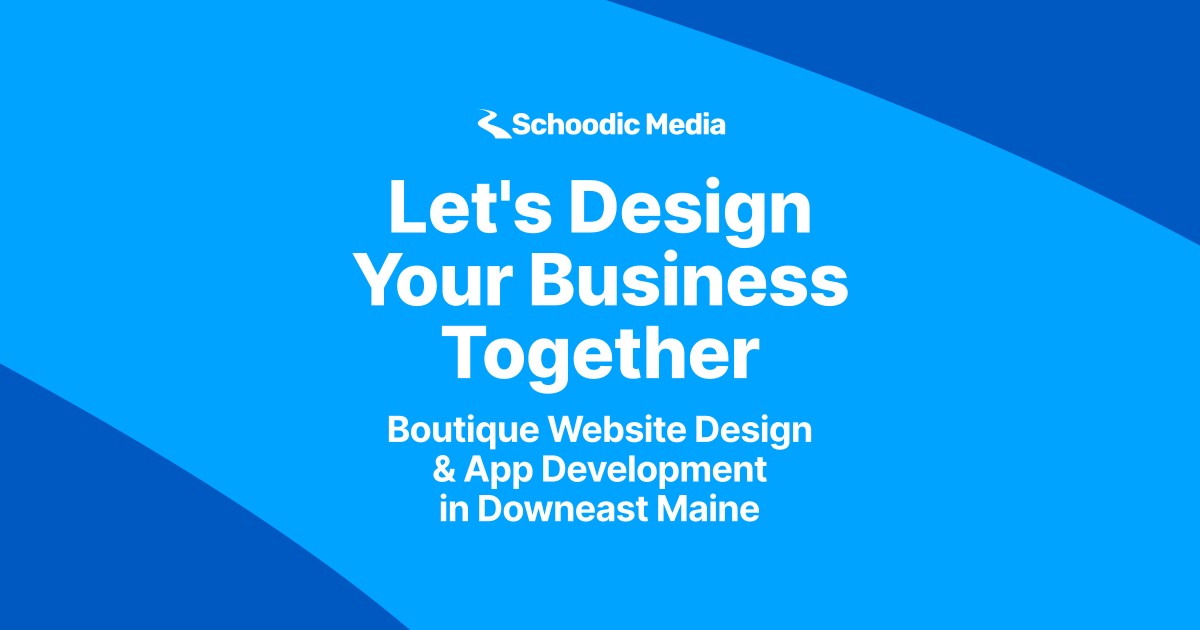 Schoodic Media
Let's Design
Your Business
Together
Boutique Website Design
& App Development
in Downeast Maine